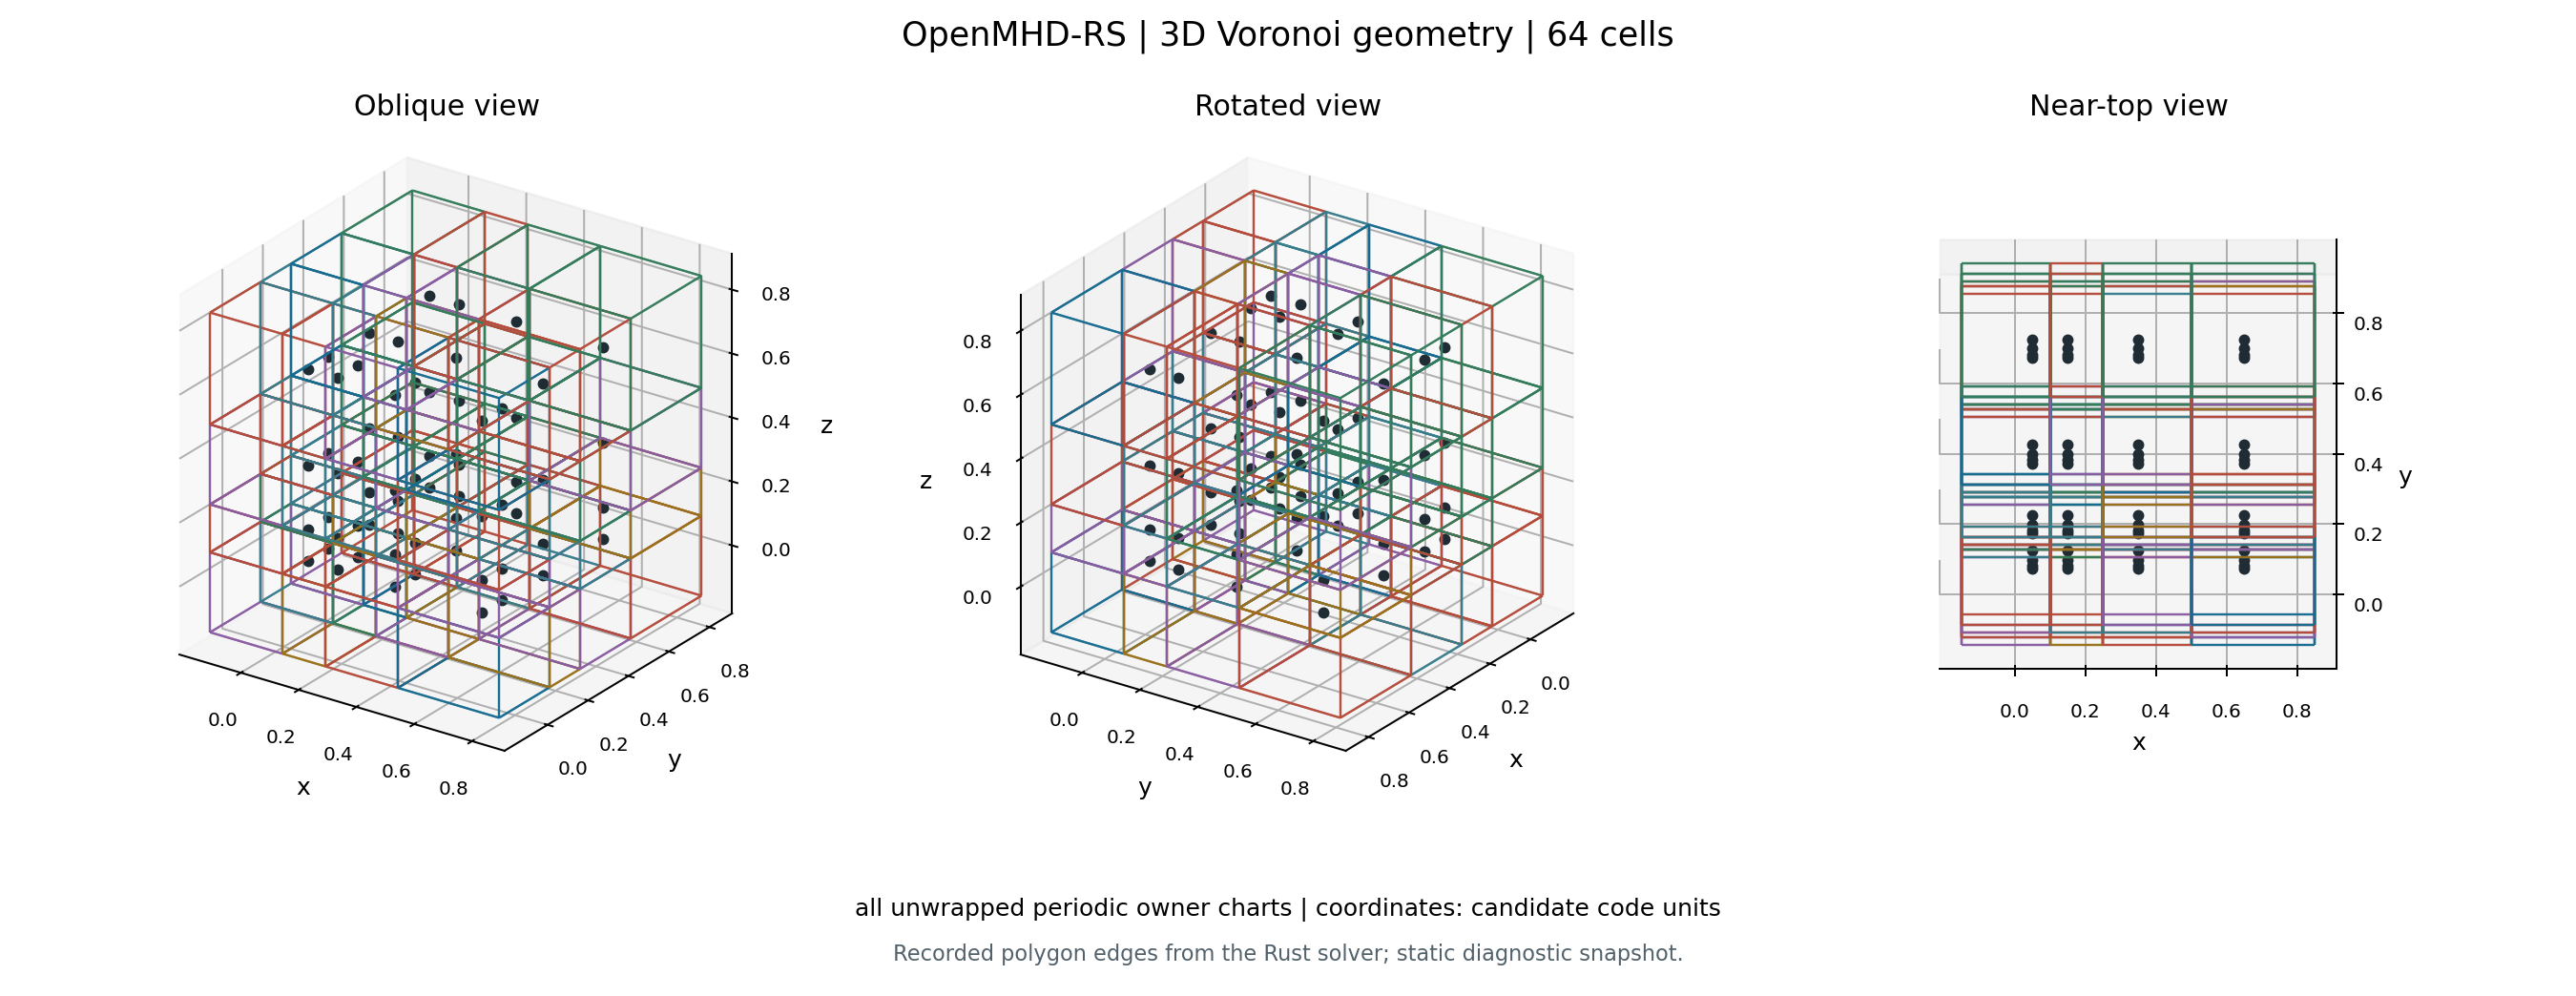 OpenMHD-RS | 3D Voronoi geometry | 64 cells
Oblique view
Rotated view
Near-top view
0.8
0.6
0.4
0.2
0.0
z
0.8
0.6
0.4
0.2
0.0
y
0.0
0.2
0.4
0.6
0.8
x
0.8
0.6
0.4
0.2
0.0
z
0.0
0.2
0.4
0.6
0.8
x
0.0
0.2
0.4
0.6
0.8
y
0.8
0.6
0.4
0.2
0.0
y
0.0 0.2 0.4 0.6 0.8
x
all unwrapped periodic owner charts | coordinates: candidate code units
Recorded polygon edges from the Rust solver; static diagnostic snapshot.